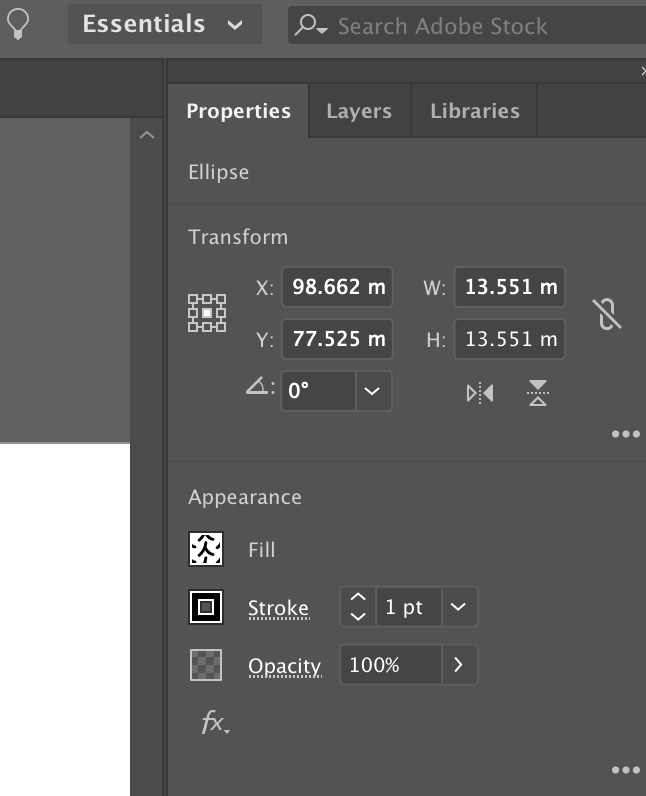 Essentials
Search Adobe Stock
Properties
Layers
Libraries
Ellipse
Transform
X: 98.662 m
W: 13.551 m
Y: 77.525 m
H: 13.551 m
0°
Appearance
Fill
Stroke
1 pt
Opacity
100%
fx.